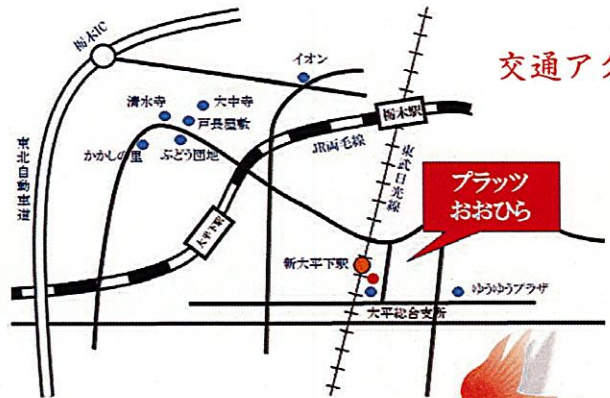 栃木IC
イオン
交通ア
清水寺
大中寺
戸長屋敷
かかしの里
ぶどう団地
東北自動車道
栃木駅
JR両毛線
東武日光線
大平下駅
プラッツ
おおひら
新大平下駅
ゆうゆうプラザ
大平総合支所